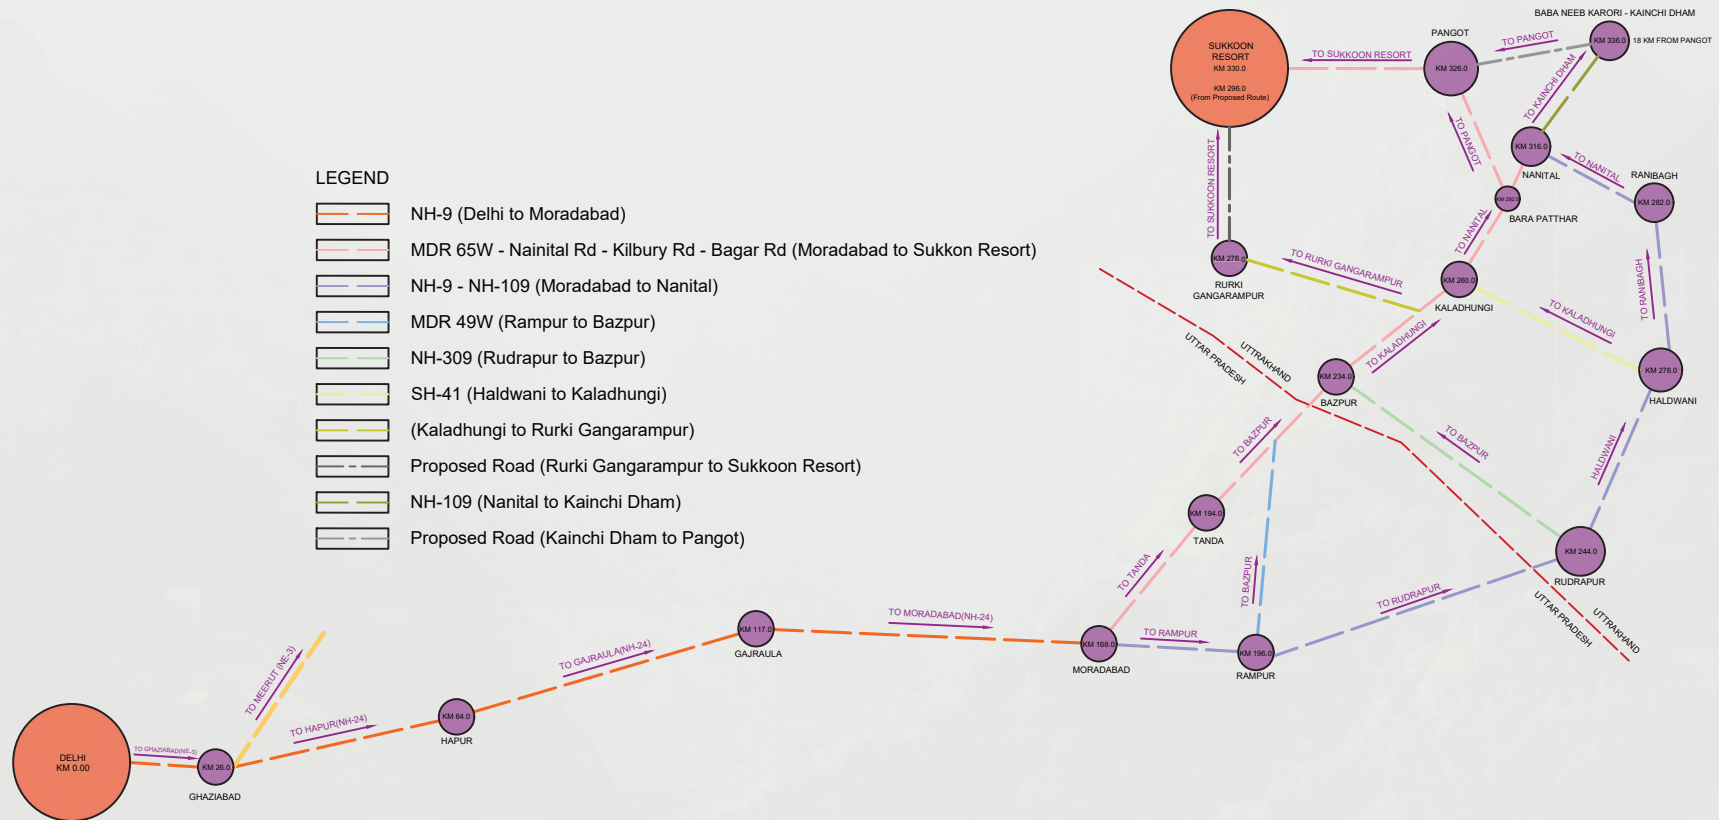 BABA NEEB KARORI - KAINCHI DHAM
KM 336.0
18 KM FROM PANGOT
TO PANGOT
PANGOT
KM 326.0
TO SUKKOON RESORT
SUKKOON
RESORT
KM 330.0
KM 296.0
(From Proposed Route)
TO KAINCHI DHAM
KM 316.0
NANITAL
TO NANITAL
RANIBAGH
KM 282.0
TO PANGOT
KM 292.0
BARA PATTHAR
TO NANITAL
TO SUKKOON RESORT
KM 276.0
RURKI
GANGARAMPUR
TO RURKI GANGARAMPUR
KM 260.0
KALADHUNGI
TO KALADHUNGI
TO RANIBAGH
TO KALADHUNGI
KM 276.0
HALDWANI
UTTAR PRADESH
UTTRAKHAND
KM 234.0
BAZPUR
TO BAZPUR
TO BAZPUR
HALDWANI
LEGEND
NH-9 (Delhi to Moradabad)
MDR 65W - Nainital Rd - Kilbury Rd - Bagar Rd (Moradabad to Sukkon Resort)
NH-9 - NH-109 (Moradabad to Nanital)
MDR 49W (Rampur to Bazpur)
NH-309 (Rudrapur to Bazpur)
SH-41 (Haldwani to Kaladhungi)
(Kaladhungi to Rurki Gangarampur)
Proposed Road (Rurki Gangarampur to Sukkoon Resort)
NH-109 (Nanital to Kainchi Dham)
Proposed Road (Kainchi Dham to Pangot)
KM 194.0
TANDA
TO TANDA
TO BAZPUR
KM 244.0
RUDRAPUR
TO RUDRAPUR
UTTAR PRADESH
UTTRAKHAND
KM 168.0
MORADABAD
TO RAMPUR
KM 196.0
RAMPUR
TO MORADABAD(NH-24)
KM 117.0
GAJRAULA
TO GAJRAULA(NH-24)
KM 64.0
HAPUR
TO HAPUR(NH-24)
TO MEERUT (NE-3)
TO GHAZIABAD(NE-3)
KM 26.0
GHAZIABAD
DELHI
KM 0.00